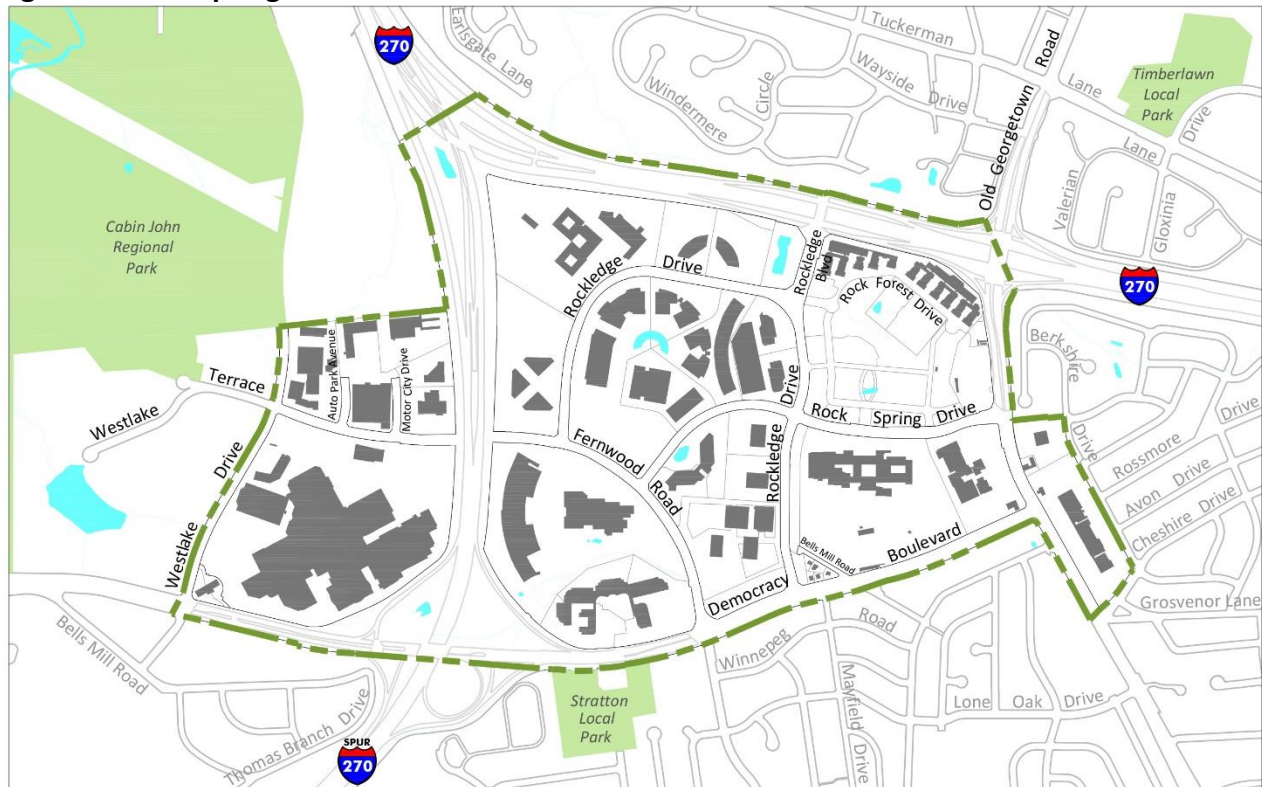 270
Earlsgate Lane
Tuckerman
Lane
Wayside Drive
Windermere
Circle
Old Georgetown
Road
Timberlawn
Local
Park
Lane
Drive
Valerian
Gloxinia
Cabin John
Regional
Park
Rockledge
Drive
Rockledge
Blvd
Rock Forest Drive
270
Berkshire
Drive
Auto Park Avenue
Motor City Drive
Terrace
Westlake
Drive
Westlake
Drive
Rock Spring Drive
Rockledge
Fernwood
Road
Rossmore
Drive
Avon Drive
Cheshire Drive
Bells Mill Road
Boulevard
Democracy
Grosvenor Lane
Bells Mill Road
Winnepeg
Road
Mayfield Drive
Lone Oak Drive
Thomas Branch Drive
Stratton
Local
Park
SPUR
270